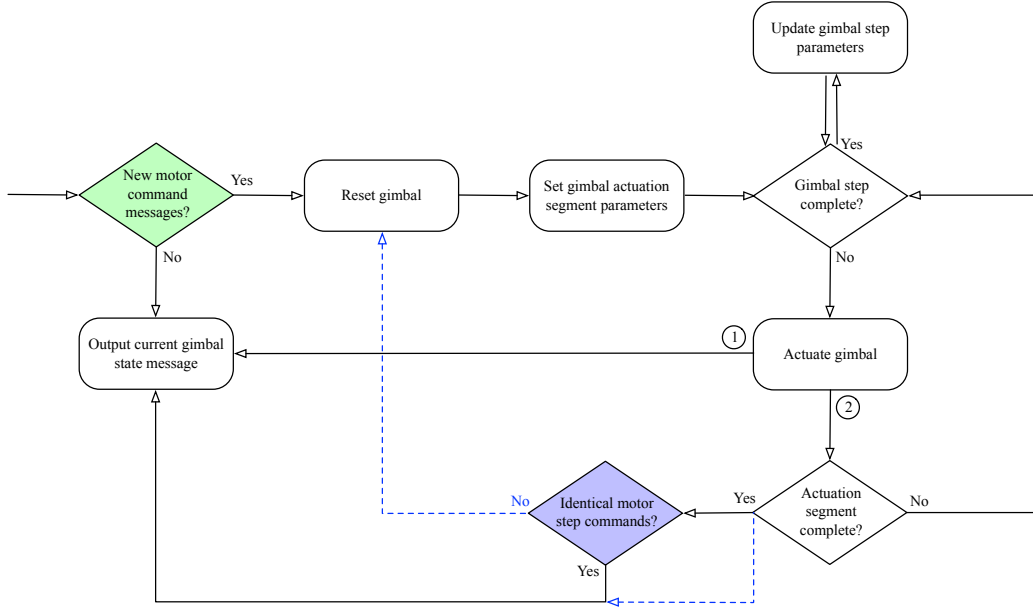 Update gimbal step
parameters
Yes
New motor
command
messages?
Yes
Reset gimbal
Set gimbal actuation
segment parameters
Gimbal step
complete?
No
No
Output current gimbal
state message
1
Actuate gimbal
2
No
Identical motor
step commands?
Yes
Actuation
segment
complete?
No
Yes